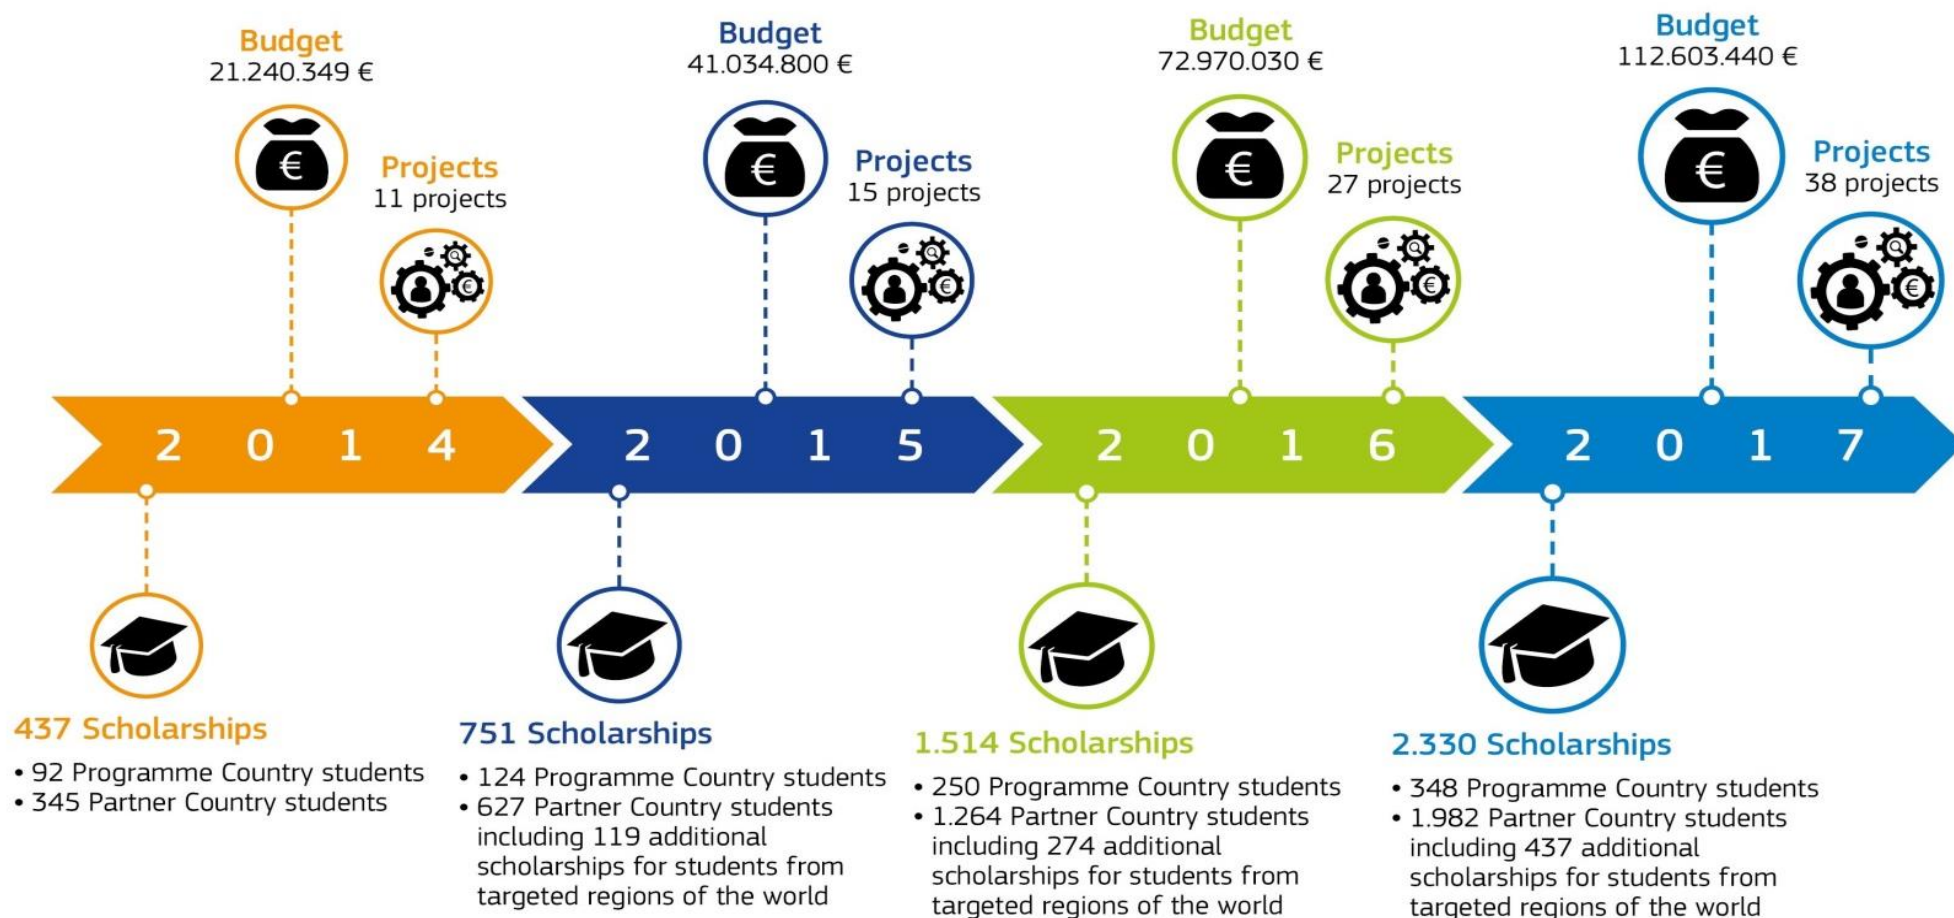 Budget
21.240.349 €
Projects
11 projects
Budget
41.034.800 €
Projects
15 projects
Budget
72.970.030 €
Projects
27 projects
Budget
112.603.440 €
Projects
38 projects
€
€
€
€
€
€
€
€
2 0 1 4
2 0 1 5
2 0 1 6
2 0 1 7
437 Scholarships
• 92 Programme Country students
• 345 Partner Country students
751 Scholarships
• 124 Programme Country students
• 627 Partner Country students
including 119 additional
scholarships for students from
targeted regions of the world
1.514 Scholarships
• 250 Programme Country students
• 1.264 Partner Country students
including 274 additional
scholarships for students from
targeted regions of the world
2.330 Scholarships
• 348 Programme Country students
• 1.982 Partner Country students
including 437 additional
scholarships for students from
targeted regions of the world